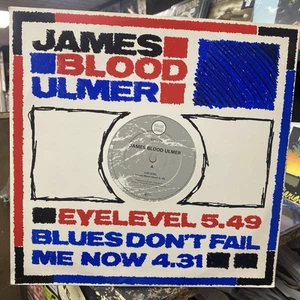 JAMES
BLOOD
ULMER
JAMES BLOOD ULMER
A
EYELEVEL 5.49
BLUES DON'T FAIL
ME NOW 4.31